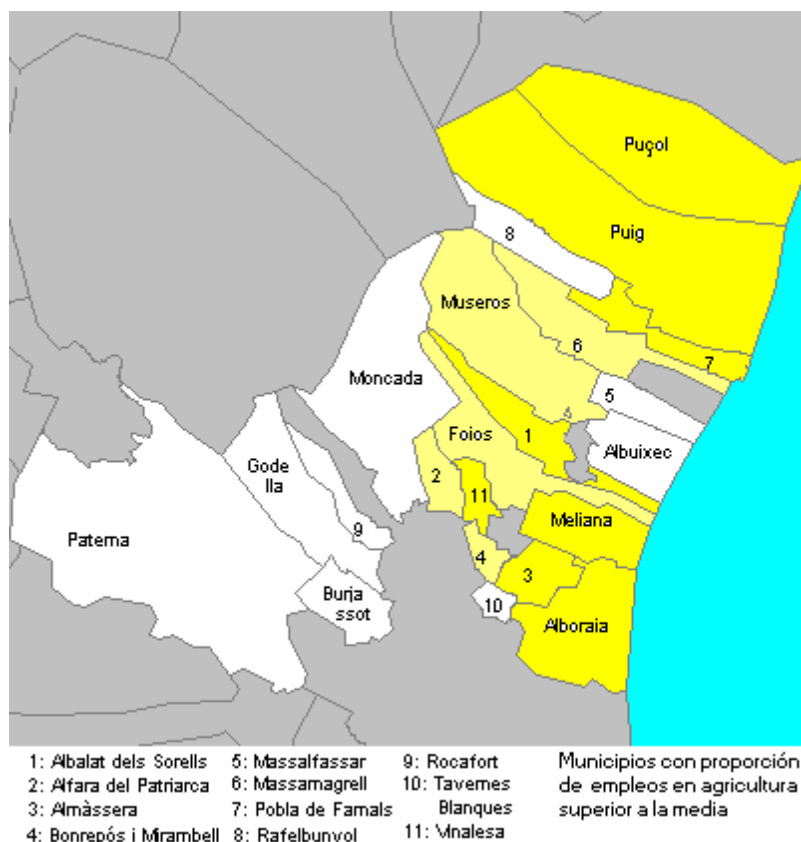 Puçol
Puig
8
Museros
6
7
Moncada
5
1
Foios
Albuixec
Gode
lla
2
11
Meliana
9
Paterna
4
3
Burja
ssot
10
Alboraia
1: Albalat dels Sorells
2: Alfara del Patriarca
3: Almàssera
4: Bonrepós i Mirambell
5: Massalfassar
6: Massamagrell
7: Pobla de Farnals
8: Rafelbunyol
9: Rocafort
10: Tavernes
Blanques
11: Vinalesa
Municipios con proporción
de empleos en agricultura
superior a la media